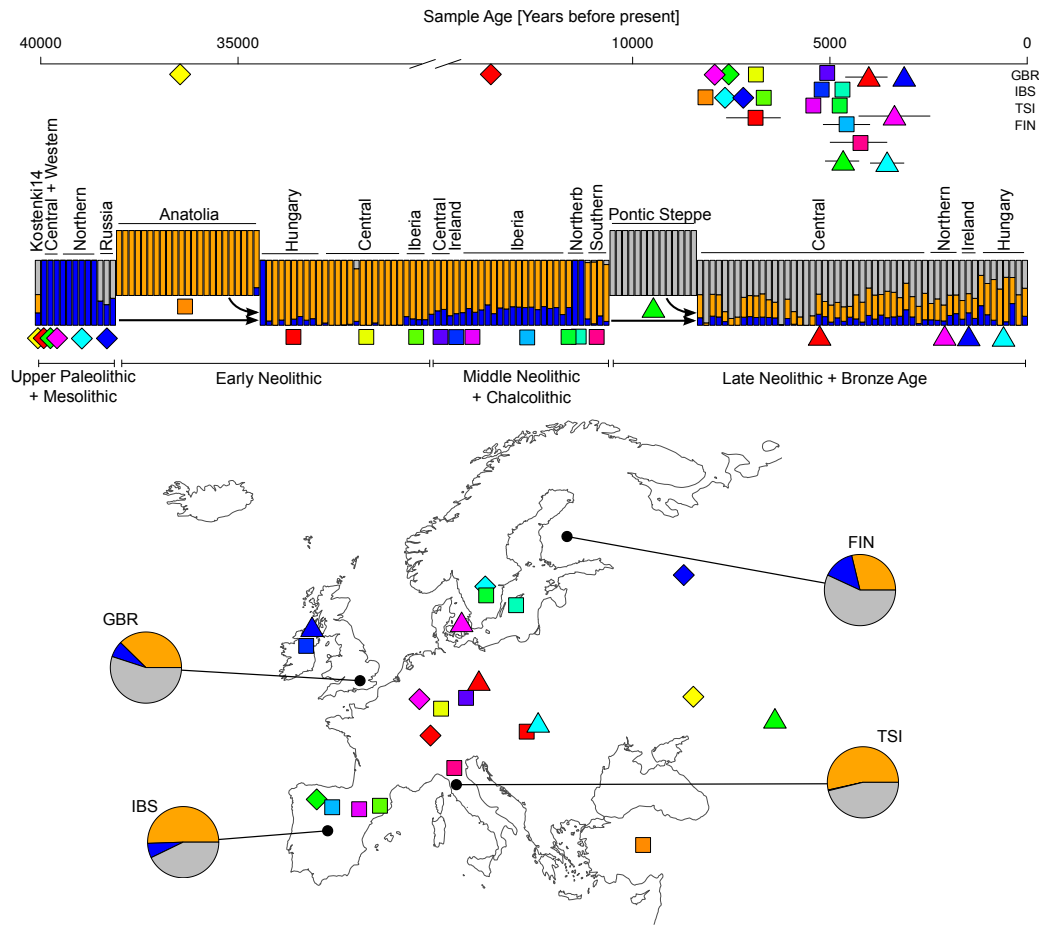 Sample Age [Years before present]
40000
35000
10000
5000
0
GBR
IBS
TSI
FIN
Kostenki14
Central + Western
Northern
Russia
Anatolia
Hungary
Central
Iberia
Central
Ireland
Iberia
Northerb
Southern
Pontic Steppe
Central
Northern
Ireland
Hungary
Upper Paleolithic
+ Mesolithic
Early Neolithic
Middle Neolithic
+ Chalcolithic
Late Neolithic + Bronze Age
FIN
GBR
TSI
IBS